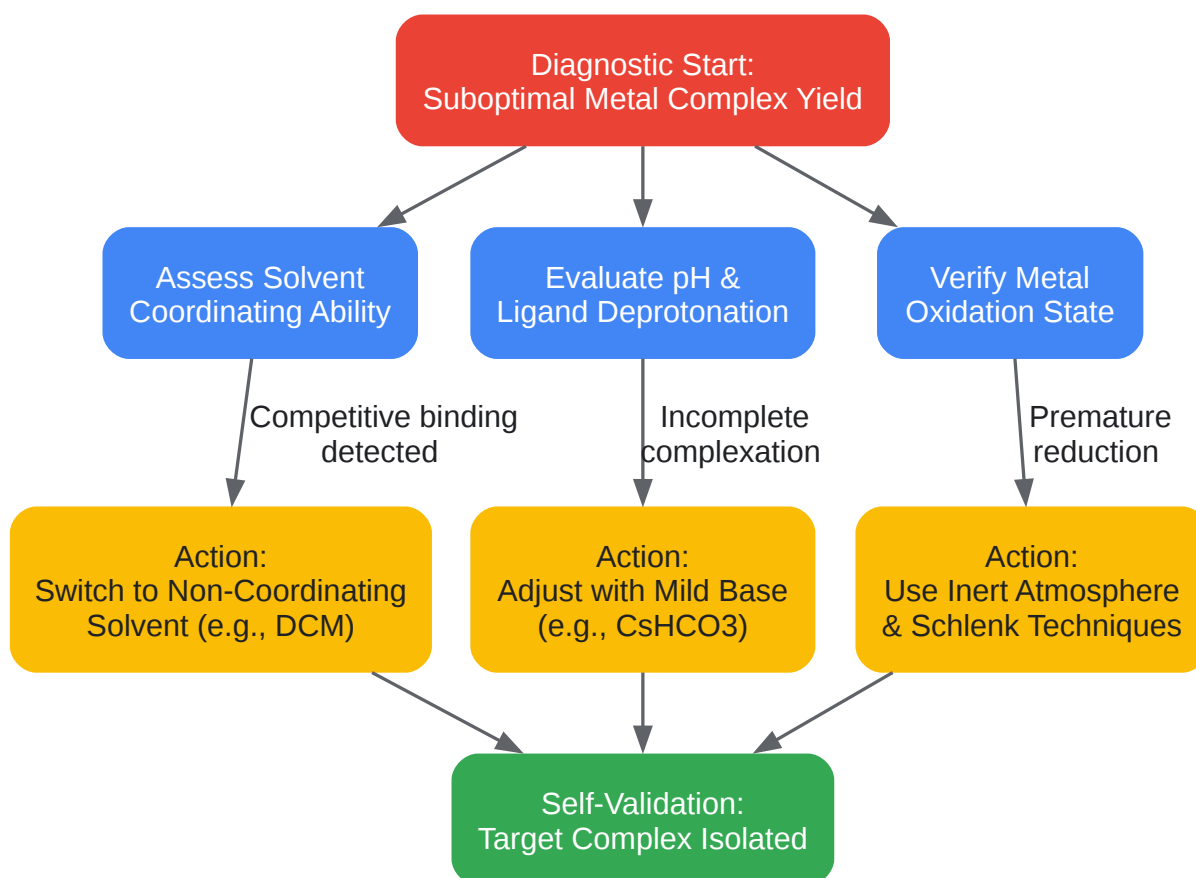 Diagnostic Start:
Suboptimal Metal Complex Yield
Assess Solvent
Coordinating Ability
Evaluate pH &
Ligand Deprotonation
Verify Metal
Oxidation State
Competitive binding
detected
Incomplete
complexation
Premature
reduction
Action:
Switch to Non-Coordinating
Solvent (e.g., DCM)
Action:
Adjust with Mild Base
(e.g., CsHCO3)
Action:
Use Inert Atmosphere
& Schlenk Techniques
Self-Validation:
Target Complex Isolated